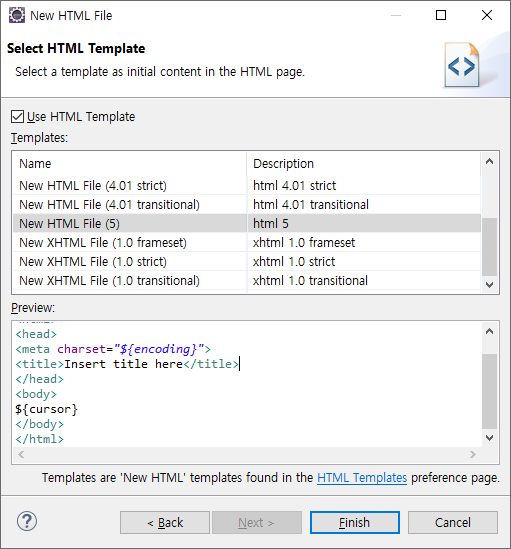 New HTML File
Select HTML Template
Select a template as initial content in the HTML page.
Use HTML Template
Templates:
Name Description
New HTML File (4.01 strict) html 4.01 strict
New HTML File (4.01 transitional) html 4.01 transitional
New HTML File (5) html 5
New XHTML File (1.0 frameset) xhtml 1.0 frameset
New XHTML File (1.0 strict) xhtml 1.0 strict
New XHTML File (1.0 transitional) xhtml 1.0 transitional
Preview:
<head>
<meta charset="${encoding}">
<title>Insert title here</title>
</head>
<body>
${cursor}
</body>
</html>
Templates are 'New HTML' templates found in the HTML Templates preference page.
? < Back Next > Finish Cancel